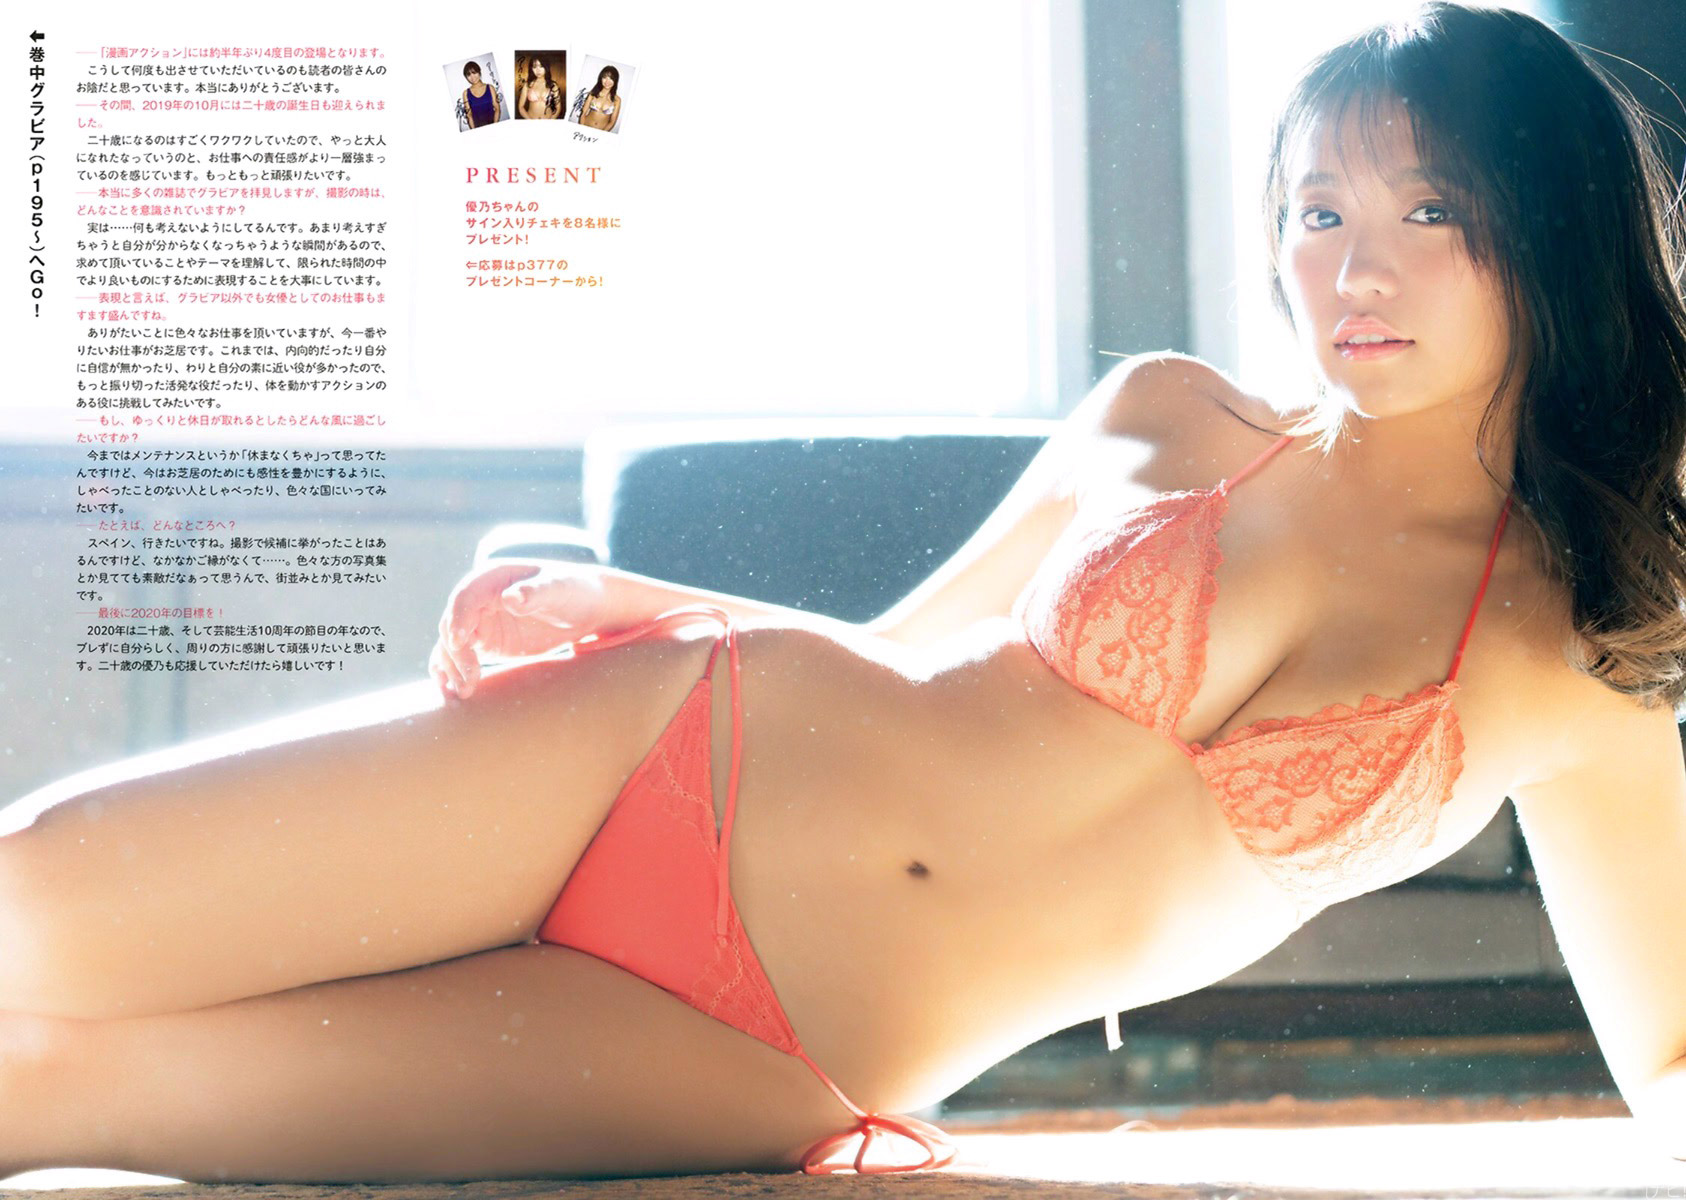 ⬅巻中グラビア(p195〜)へGo!
――「漫画アクション」には約半年ぶり4度目の登場となります。
こうして何度も出させていただいているのも読者の皆さんの
お陰だと思っています。本当にありがとうございます。
――その間、2019年の10月には二十歳の誕生日も迎えられま
した。
二十歳になるのはすごくワクワクしていたので、やっと大人
になれたなっていうのと、お仕事への責任感がより一層強まっ
ているのを感じています。もっともっと頑張りたいです。
――本当に多くの雑誌でグラビアを拝見しますが、撮影の時は、
どんなことを意識されていますか?
実は……何も考えないようにしてるんです。あまり考えすぎ
ちゃうと自分が分からなくなっちゃうような瞬間があるので、
求めて頂いていることやテーマを理解して、限られた時間の中
でより良いものにするために表現することを大事にしています。
――表現と言えば、グラビア以外でも女優としてのお仕事もま
すます盛んですね。
ありがたいことに色々なお仕事を頂いていますが、今一番や
りたいお仕事がお芝居です。これまでは、内向的だったり自分
に自信が無かったり、わりと自分の素に近い役が多かったので、
もっと振り切った活発な役だったり、体を動かすアクションの
ある役に挑戦してみたいです。
――もし、ゆっくりと休日が取れるとしたらどんな風に過ごし
たいですか?
今まではメンテナンスというか「休まなくちゃ」って思ってた
んですけど、今はお芝居のためにも感性を豊かにするように、
しゃべったことのない人としゃべったり、色々な国にいってみ
たいです。
――たとえば、どんなところへ?
スペイン、行きたいですね。撮影で候補に挙がったことはあ
るんですけど、なかなかご縁がなくて……。色々な方の写真集
とか見てても素敵だなぁって思うんで、街並みとか見てみたい
です。
――最後に2020年の目標を!
2020年は二十歳、そして芸能生活10周年の節目の年なので、
ブレずに自分らしく、周りの方に感謝して頑張りたいと思いま
す。二十歳の優乃も応援していただけたら嬉しいです!
アクション
PRESENT
優乃ちゃんの
サイン入りチェキを8名様に
プレゼント!
⇐応募はp377の
プレゼントコーナーから!